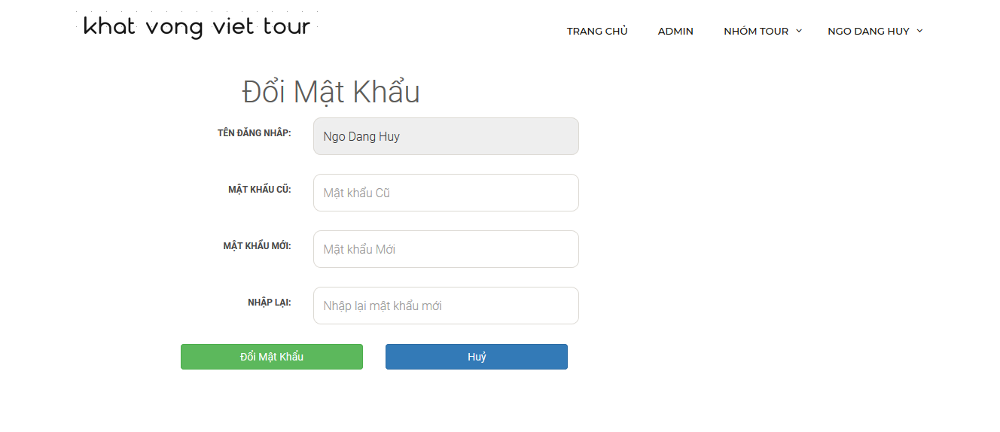 khat vong viet tour
TRANG CHỦ ADMIN NHÓM TOUR NGO DANG HUY
Đổi Mật Khẩu
TÊN ĐĂNG NHÂP: Ngo Dang Huy
MẬT KHẨU CŨ: Mật khẩu Cũ
MẬT KHẨU MỚI: Mật khẩu Mới
NHẬP LẠI: Nhập lại mật khẩu mới
Đổi Mật Khẩu Huỷ